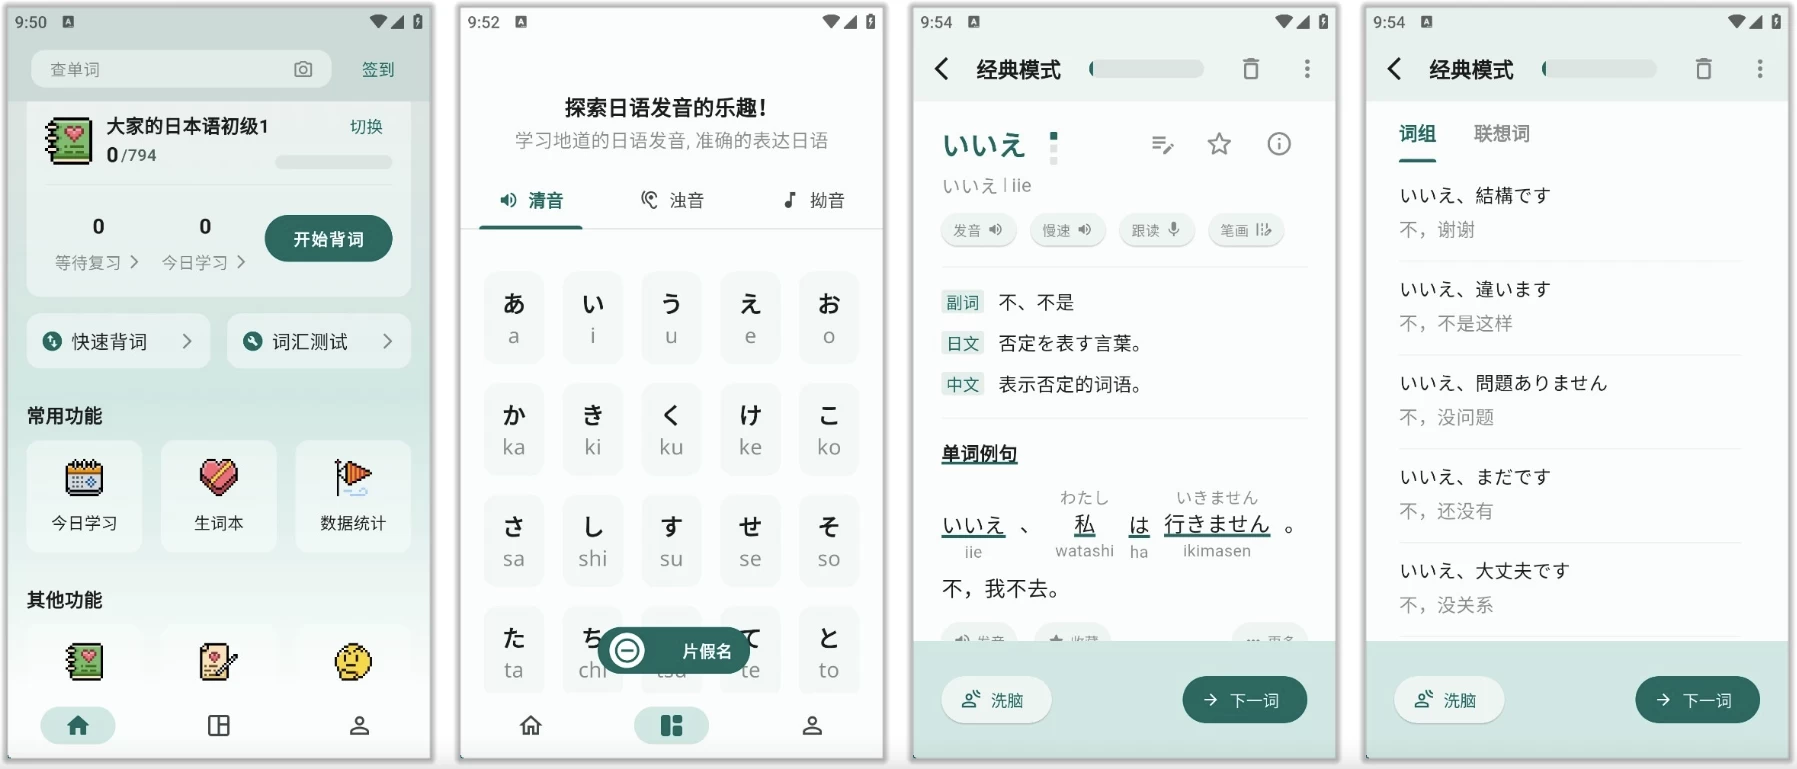 9:50
查单词
签到
大家的日本语初级1
切换
0/794
0
0
开始背词
等待复习
今日学习
快速背词
词汇测试
常用功能
今日学习
生词本
数据统计
其他功能
9:52
探索日语发音的乐趣!
学习地道的日语发音, 准确的表达日语
清音
浊音
拗音
あ い う え お
a i u e o
か き く け こ
ka ki ku ke ko
さ し す せ そ
sa shi su se so
た ち て と
ta chi tsu te to
片假名
9:54
经典模式
いいえ
いいえ | iie
发音
慢速
跟读
笔画
副词 不、不是
日文 否定を表す言葉。
中文 表示否定的词语。
单词例句
わたし いきません
いいえ 、 私 は 行きません 。
iie watashi ha ikimasen
不，我不去。
发音 收藏 更多
洗脑
下一词
9:54
经典模式
词组
联想词
いいえ、結構です
不，谢谢
いいえ、違います
不，不是这样
いいえ、問題ありません
不，没问题
いいえ、まだです
不，还没有
いいえ、大丈夫です
不，没关系
洗脑
下一词